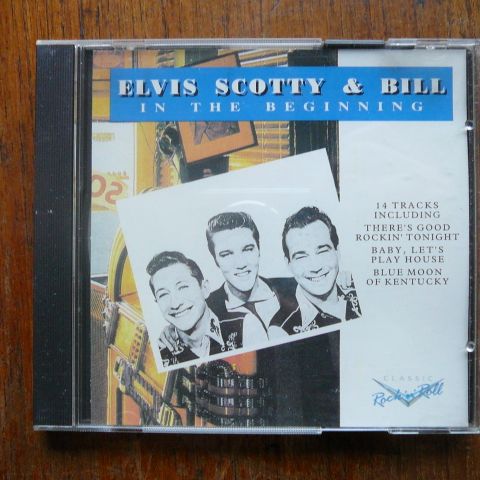 ELVIS SCOTTY & BILL
IN THE BEGINNING
14 TRACKS
INCLUDING
THERE'S GOOD
ROCKIN' TONIGHT
BABY, LET'S
PLAY HOUSE
BLUE MOON
OF KENTUCKY
CLASSIC
Rock 'n' Roll